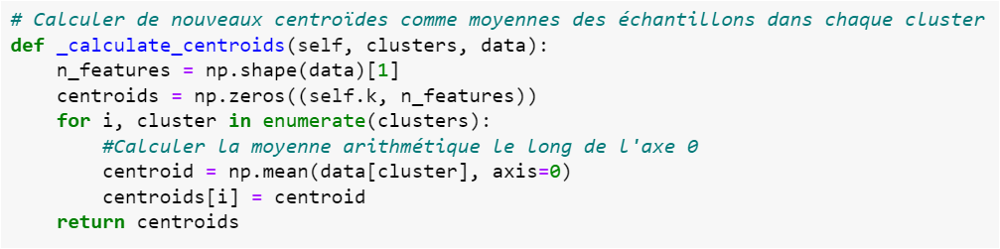 # Calculer de nouveaux centroïdes comme moyennes des échantillons dans chaque cluster
def _calculate_centroids(self, clusters, data):
    n_features = np.shape(data)[1]
    centroids = np.zeros((self.k, n_features))
    for i, cluster in enumerate(clusters):
        #Calculer la moyenne arithmétique le long de l'axe 0
        centroid = np.mean(data[cluster], axis=0)
        centroids[i] = centroid
    return centroids